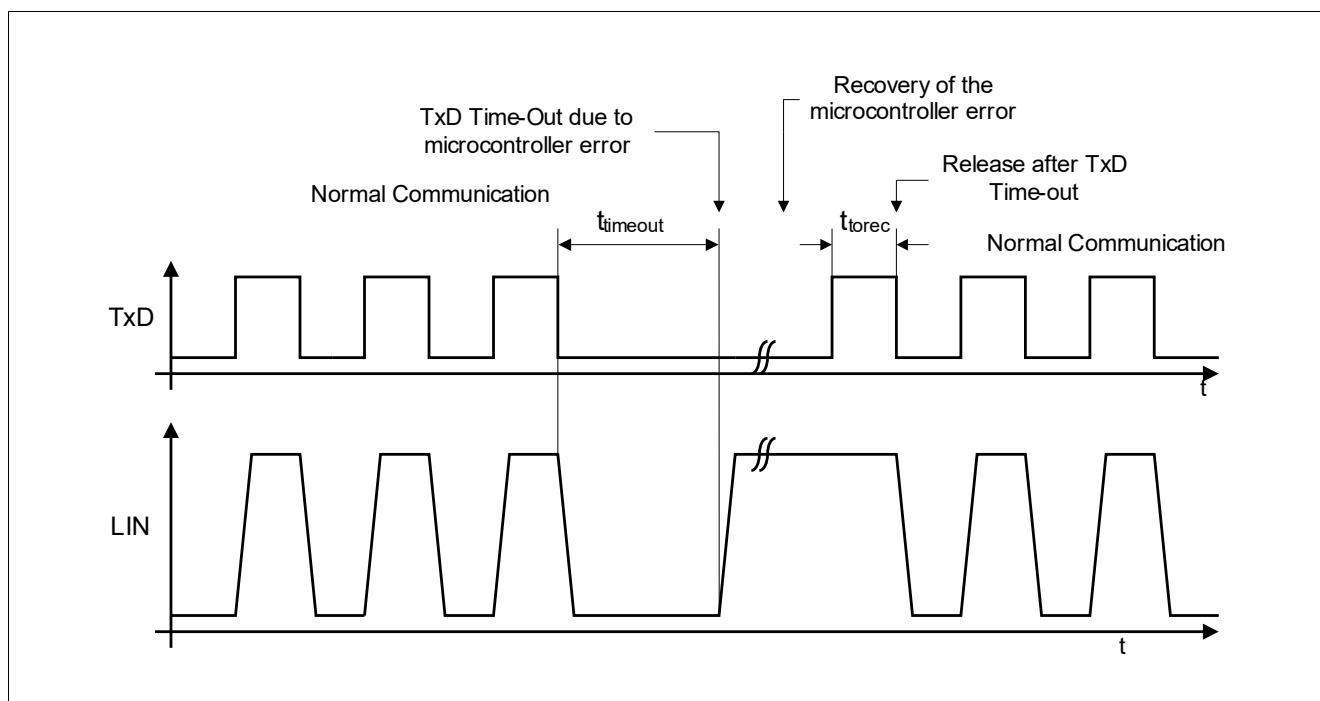 Recovery of the
microcontroller error
TxD Time-Out due to
microcontroller error
Release after TxD
Time-out
Normal Communication
ttimeout
ttorec
Normal Communication
TxD
t
LIN
t